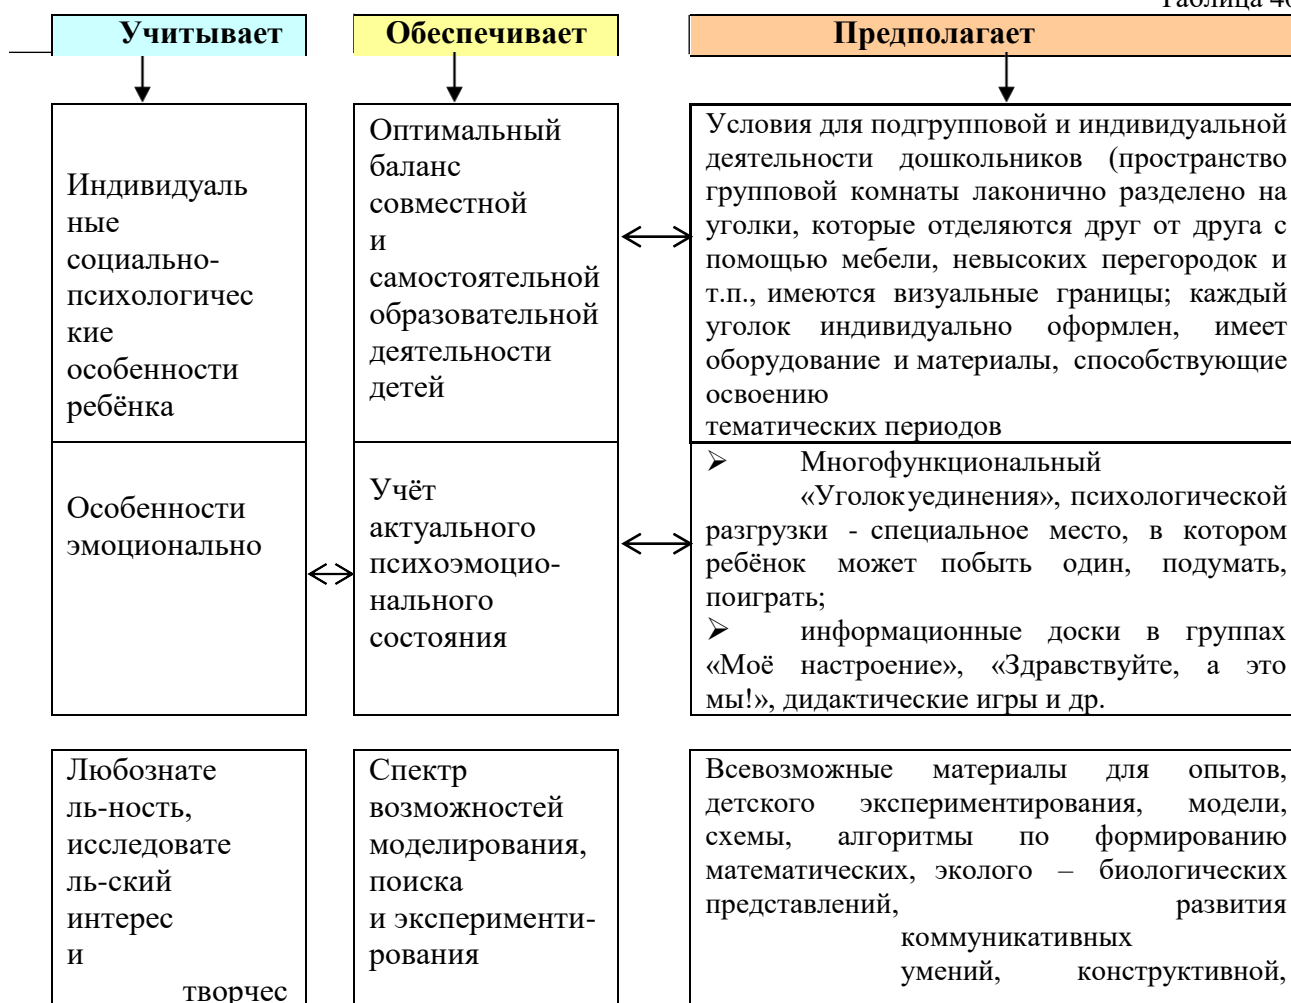 Таблица 4
Учитывает
Обеспечивает
Предполагает
Индивидуаль
ные
социально-
психологичес
кие
особенности
ребёнка
Оптимальный
баланс
совместной
и
самостоятельной
образовательной
деятельности
детей
Условия для подгрупповой и индивидуальной
деятельности дошкольников (пространство
групповой комнаты лаконично разделено на
уголки, которые отделяются друг от друга с
помощью мебели, невысоких перегородок и
т.п., имеются визуальные границы; каждый
уголок индивидуально оформлен, имеет
оборудование и материалы, способствующие
освоению
тематических периодов
Особенности
эмоционально
Учёт
актуального
психоэмоцио-
нального
состояния
➢ Многофункциональный
«Уголокуединения», психологической
разгрузки - специальное место, в котором
ребёнок может побыть один, подумать,
поиграть;
➢ информационные доски в группах
«Моё настроение», «Здравствуйте, а это
мы!», дидактические игры и др.
Любознате
ль-ность,
исследовате
ль-ский
интерес
и
творчес
Спектр
возможностей
моделирования,
поиска
и эксперименти-
рования
Всевозможные материалы для опытов,
детского экспериментирования, модели,
схемы, алгоритмы по формированию
математических, эколого – биологических
представлений, развития
коммуникативных
умений, конструктивной,